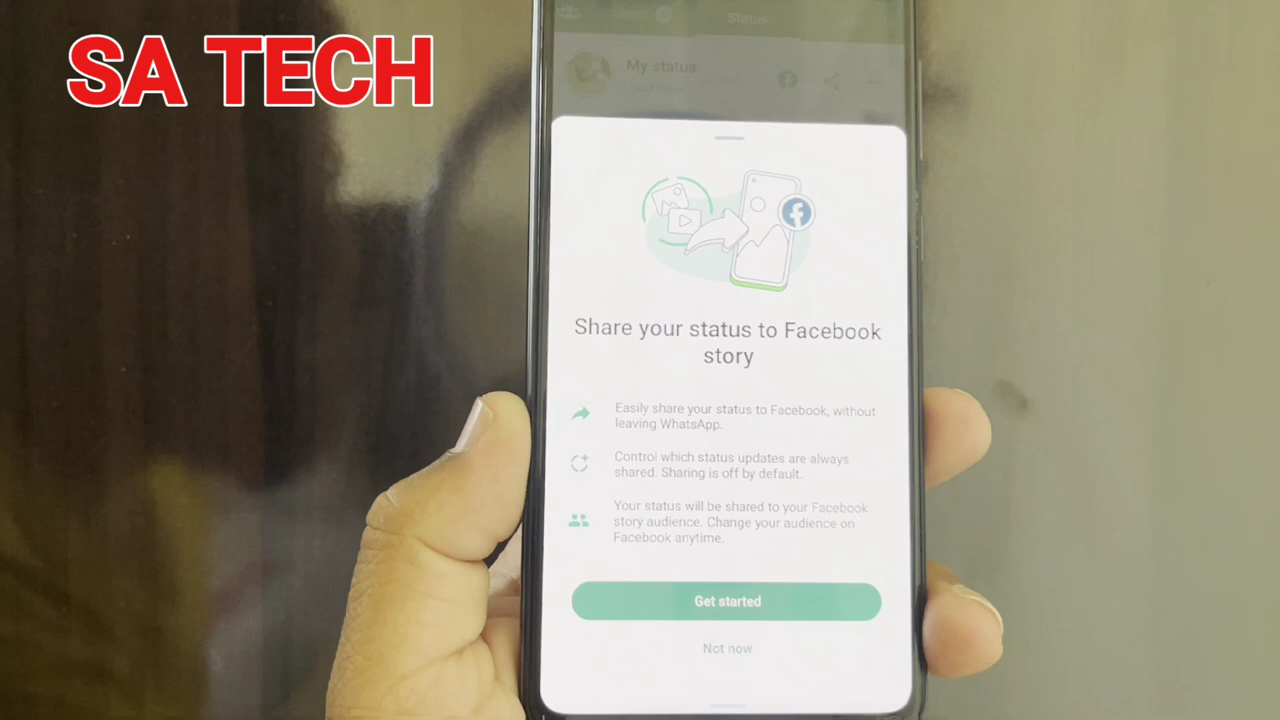 SA TECH
Status
My status
Share your status to Facebook
story
Easily share your status to Facebook, without
leaving WhatsApp.
Control which status updates are always
shared. Sharing is off by default.
Your status will be shared to your Facebook
story audience. Change your audience on
Facebook anytime.
Get started
Not now